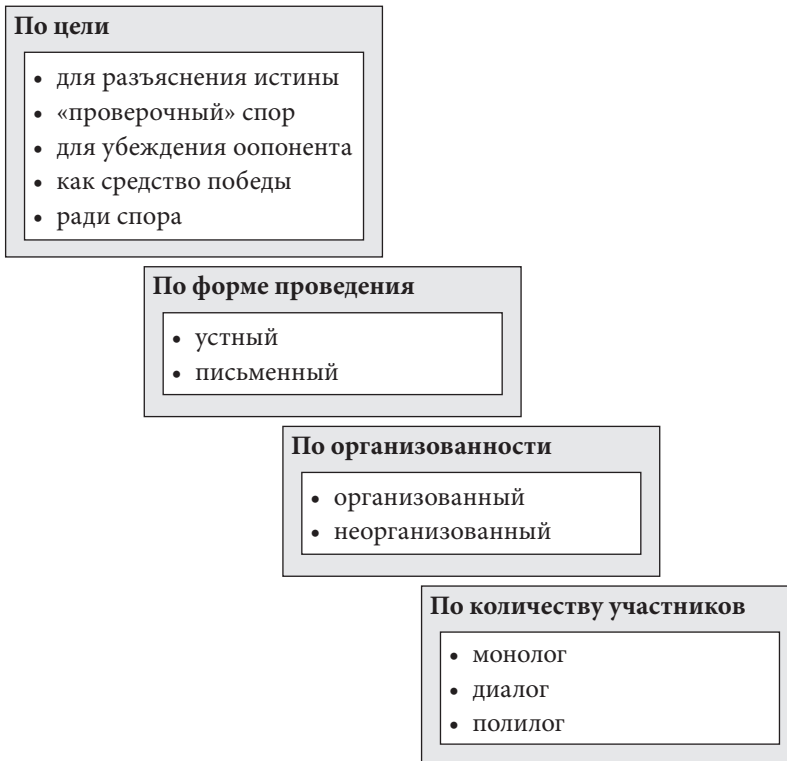 По цели
• для разъяснения истины
• «проверочный» спор
• для убеждения оопонента
• как средство победы
• ради спора
По форме проведения
• устный
• письменный
По организованности
• организованный
• неорганизованный
По количеству участников
• монолог
• диалог
• полилог